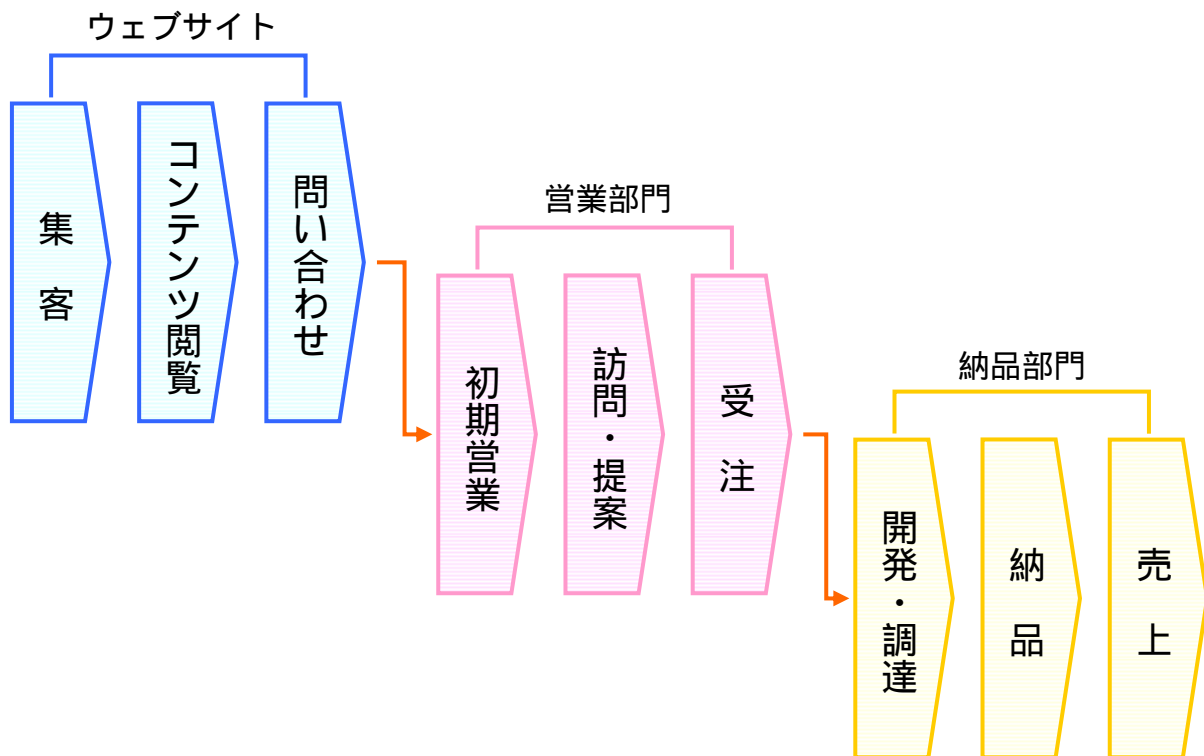 ウェブサイト
集客
コンテンツ閲覧
問い合わせ
営業部門
初期営業
訪問・提案
受注
納品部門
開発・調達
納品
売上